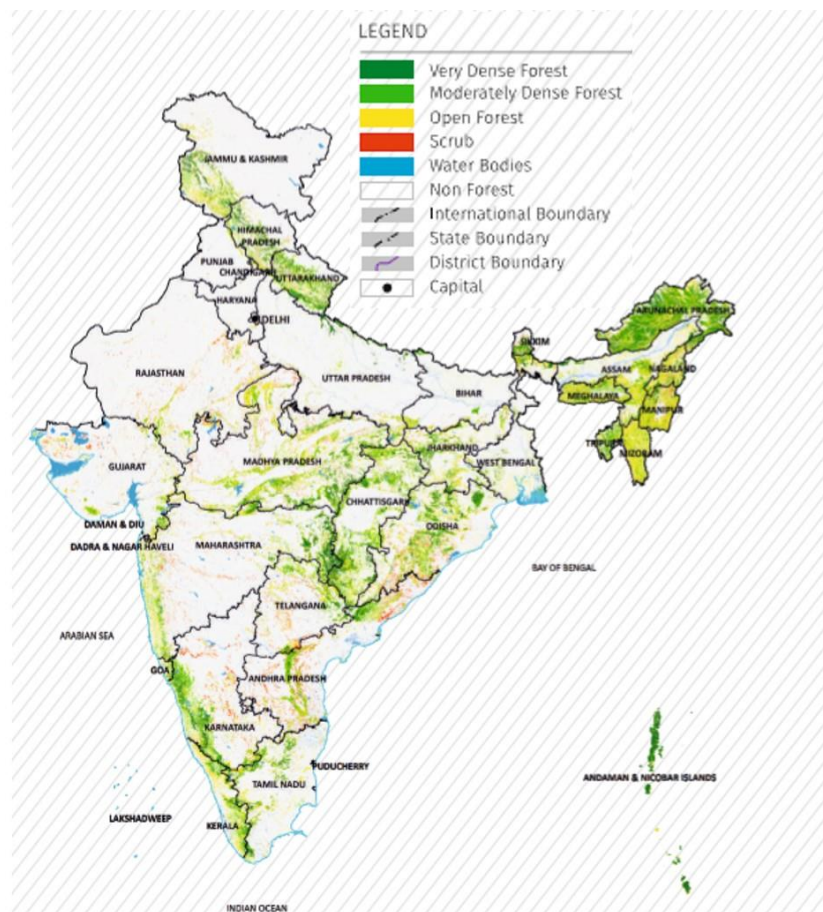 LEGEND
Very Dense Forest
Moderately Dense Forest
Open Forest
Scrub
Water Bodies
Non Forest
International Boundary
State Boundary
District Boundary
Capital
JAMMU & KASHMIR
HIMACHAL
PRADESH
PUNJAB
CHANDIGARH
UTTARAKHAND
HARYANA
DELHI
ARUNACHAL PRADESH
SIKKIM
RAJASTHAN
UTTAR PRADESH
ASSAM
NAGALAND
BIHAR
MEGHALAYA
MANIPUR
TRIPURA
MIZORAM
JHARKHAND
WEST BENGAL
GUJARAT
MADHYA PRADESH
CHHATTISGARH
ODISHA
DAMAN & DIU
DADRA & NAGAR HAVELI
MAHARASHTRA
BAY OF BENGAL
TELANGANA
ARABIAN SEA
GOA
ANDHRA PRADESH
KARNATAKA
PUDUCHERRY
ANDAMAN & NICOBAR ISLANDS
TAMIL NADU
LAKSHADWEEP
KERALA
INDIAN OCEAN